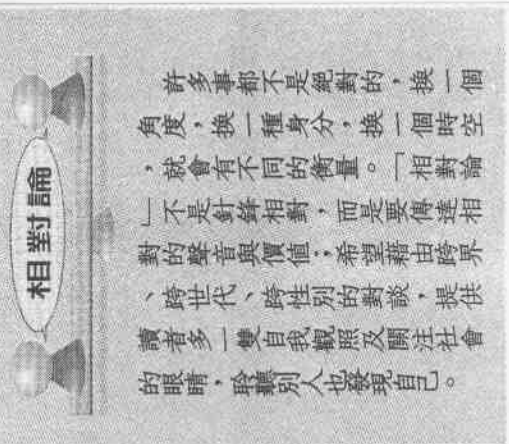 相對論
許多事都不是絕對的，換一個
角度，換一種身分，換一個時空
，就會有不同的衡量。「相對論
」不是針鋒相對，而是要傳達相
對的聲音與價值；希望藉由跨界
、跨世代、跨性別的對談，提供
讀者多一雙自我觀照及關注社會
的眼睛，聆聽別人也發現自己。